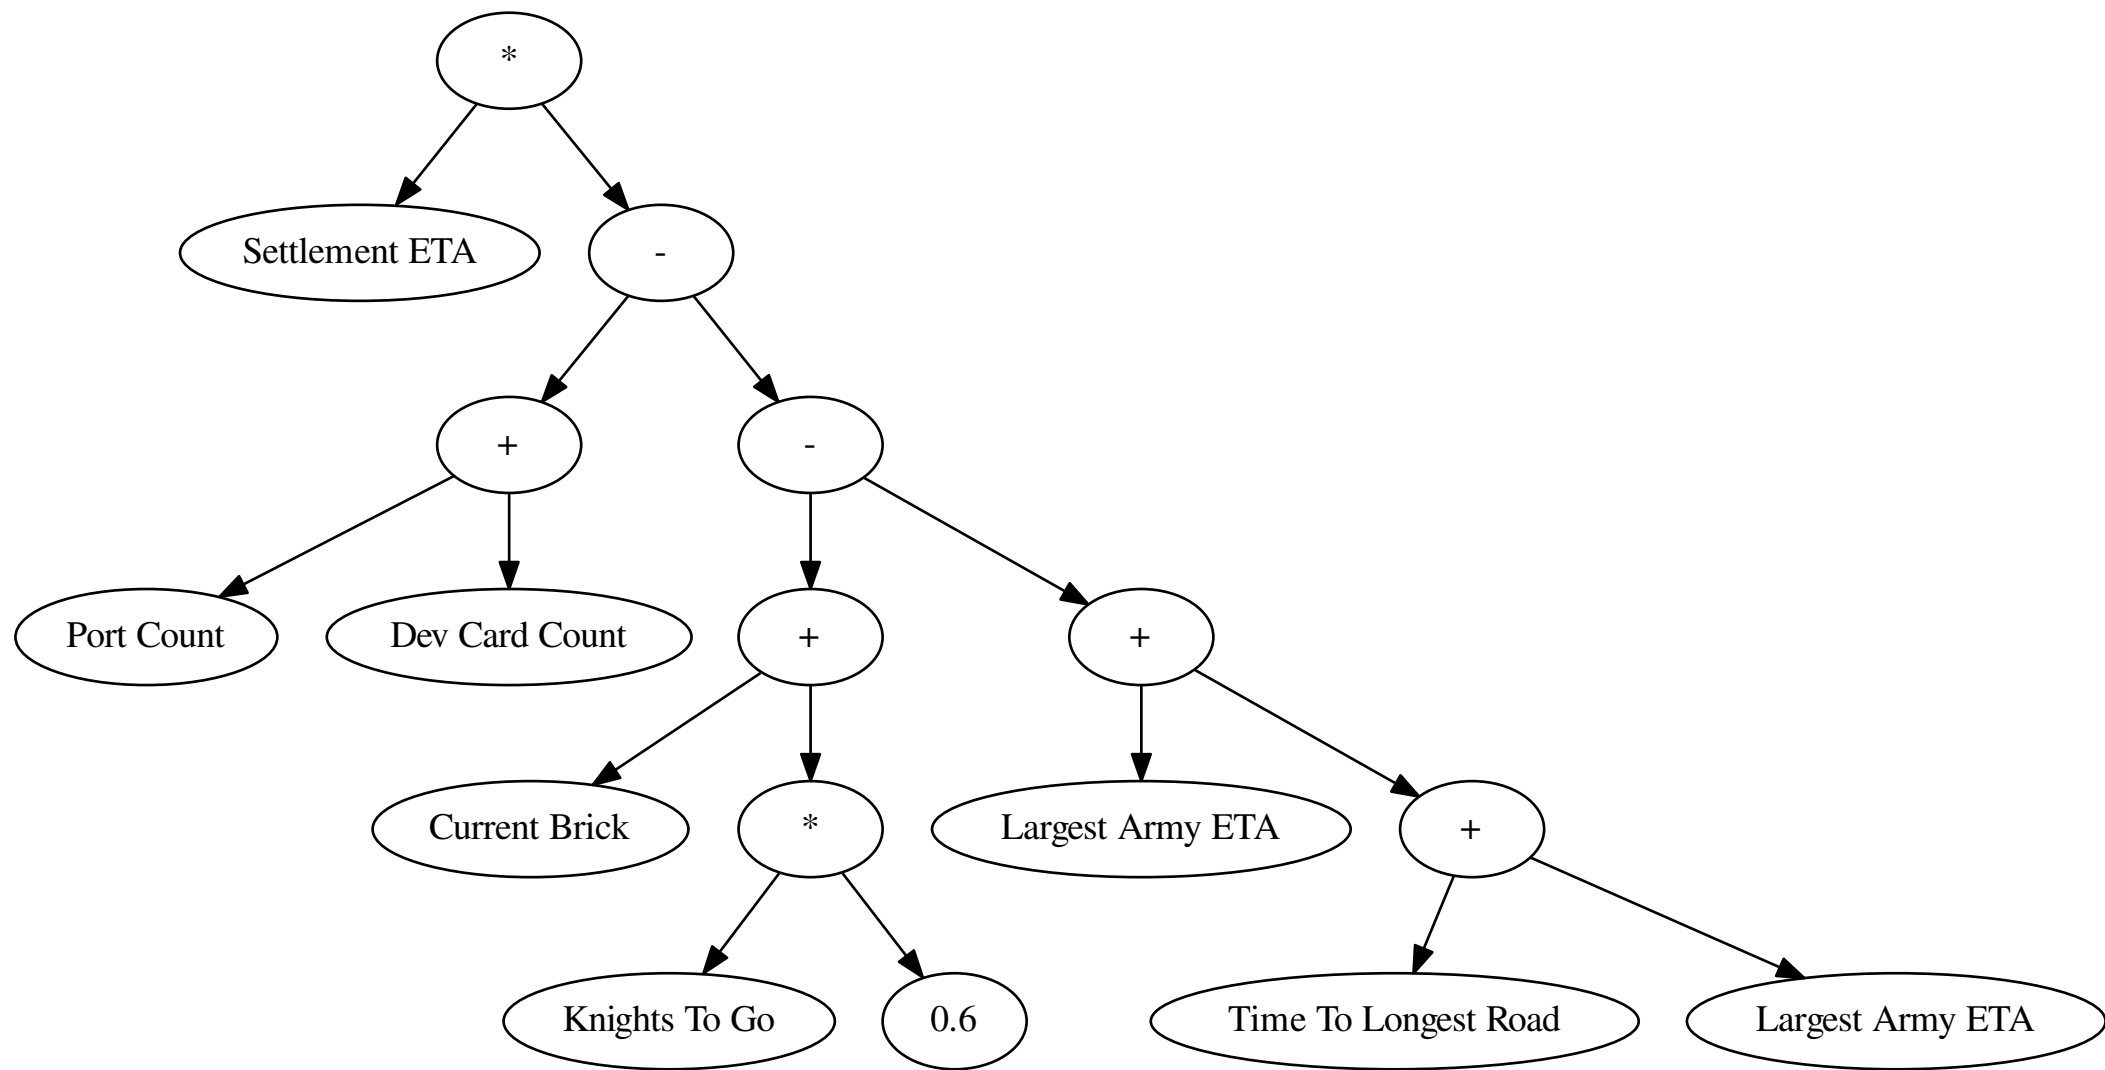 *
Settlement ETA
-
+
-
Port Count
Dev Card Count
+
+
Current Brick
*
Largest Army ETA
+
Knights To Go
0.6
Time To Longest Road
Largest Army ETA